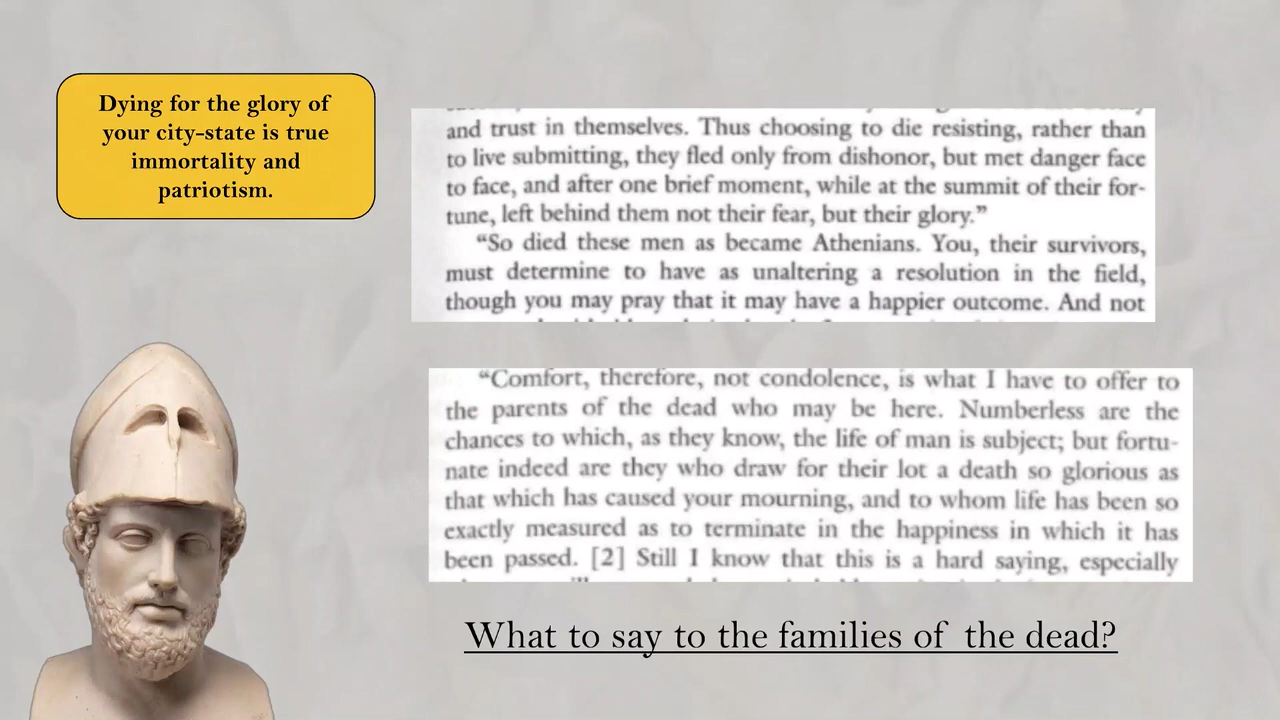 Dying for the glory of
your city-state is true
immortality and
patriotism.
and trust in themselves. Thus choosing to die resisting, rather than
to live submitting, they fled only from dishonor, but met danger face
to face, and after one brief moment, while at the summit of their for-
tune, left behind them not their fear, but their glory.”
“So died these men as became Athenians. You, their survivors,
must determine to have as unaltering a resolution in the field,
though you may pray that it may have a happier outcome. And not
“Comfort, therefore, not condolence, is what I have to offer to
the parents of the dead who may be here. Numberless are the
chances to which, as they know, the life of man is subject; but fortu-
nate indeed are they who draw for their lot a death so glorious as
that which has caused your mourning, and to whom life has been so
exactly measured as to terminate in the happiness in which it has
been passed. [2] Still I know that this is a hard saying, especially
What to say to the families of the dead?